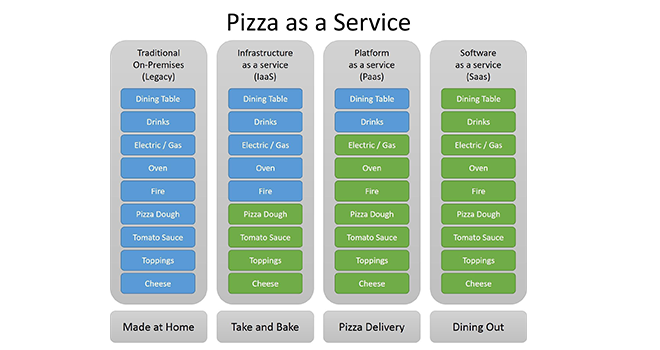 Pizza as a Service
Traditional
On-Premises
(Legacy)
Dining Table
Drinks
Electric / Gas
Oven
Fire
Pizza Dough
Tomato Sauce
Toppings
Cheese
Made at Home
Infrastructure
as a service
(IaaS)
Dining Table
Drinks
Electric / Gas
Oven
Fire
Pizza Dough
Tomato Sauce
Toppings
Cheese
Take and Bake
Platform
as a service
(Paas)
Dining Table
Drinks
Electric / Gas
Oven
Fire
Pizza Dough
Tomato Sauce
Toppings
Cheese
Pizza Delivery
Software
as a service
(Saas)
Dining Table
Drinks
Electric / Gas
Oven
Fire
Pizza Dough
Tomato Sauce
Toppings
Cheese
Dining Out